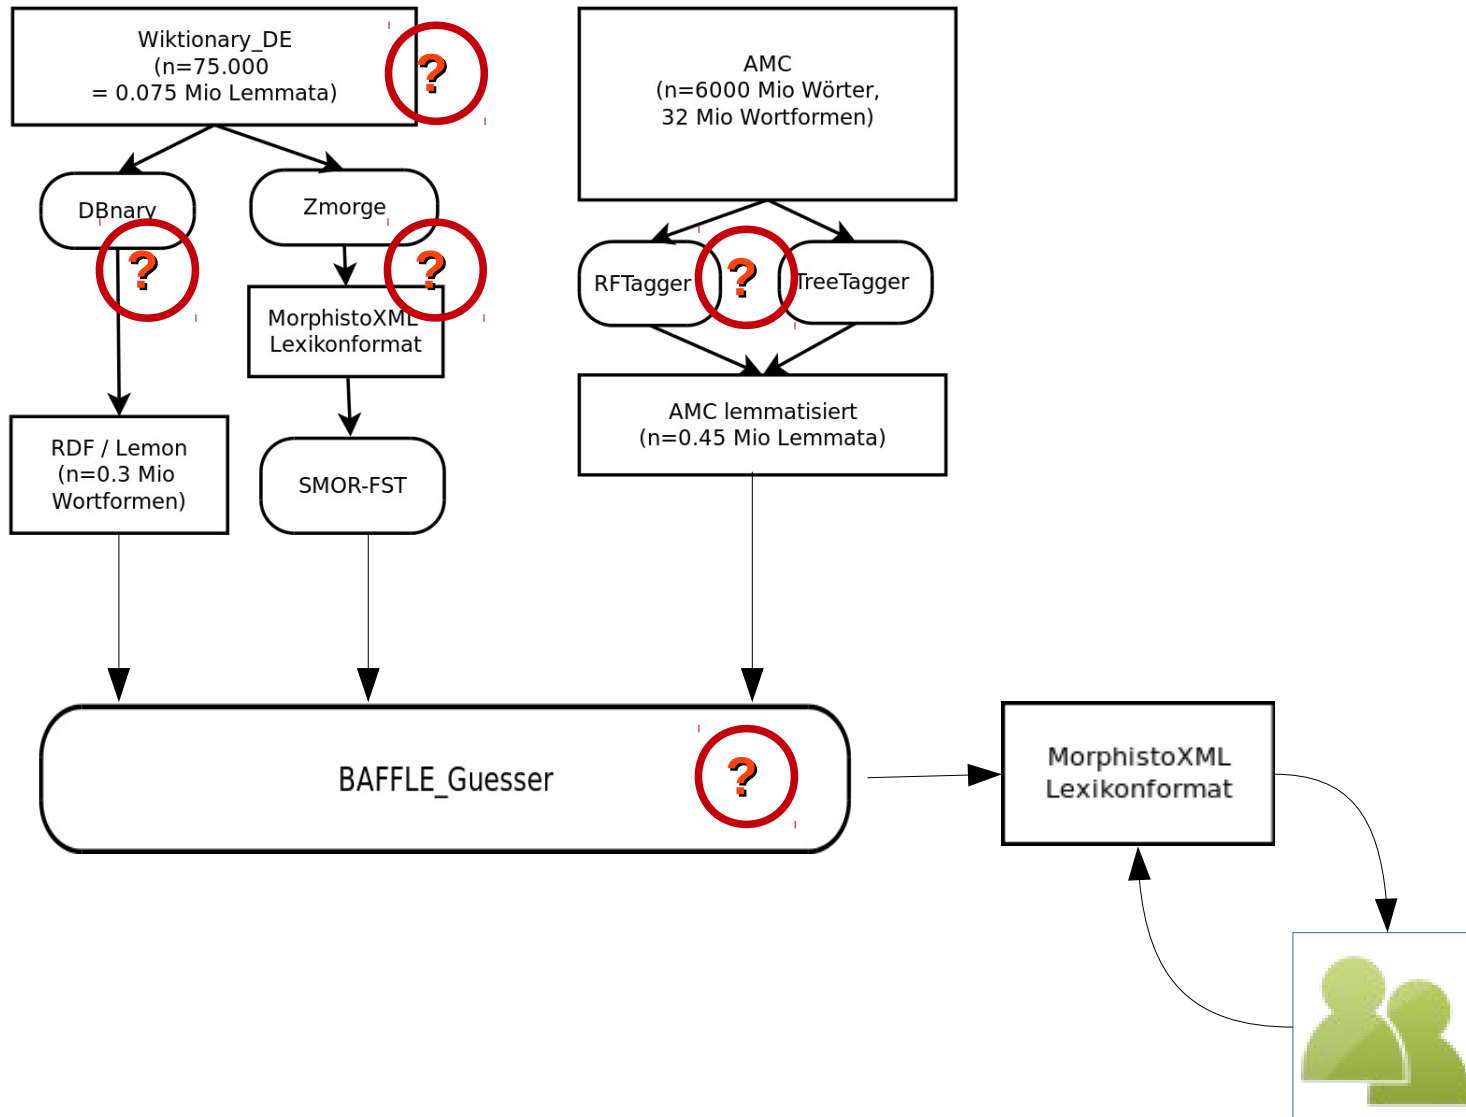 Wiktionary_DE
(n=75.000
= 0.075 Mio Lemmata)
?
AMC
(n=6000 Mio Wörter,
32 Mio Wortformen)
DBnary
Zmorge
?
?
RFTagger
?
TreeTagger
MorphistoXML
Lexikonformat
AMC lemmatisiert
(n=0.45 Mio Lemmata)
RDF / Lemon
(n=0.3 Mio
Wortformen)
SMOR-FST
BAFFLE_Guesser
?
MorphistoXML
Lexikonformat